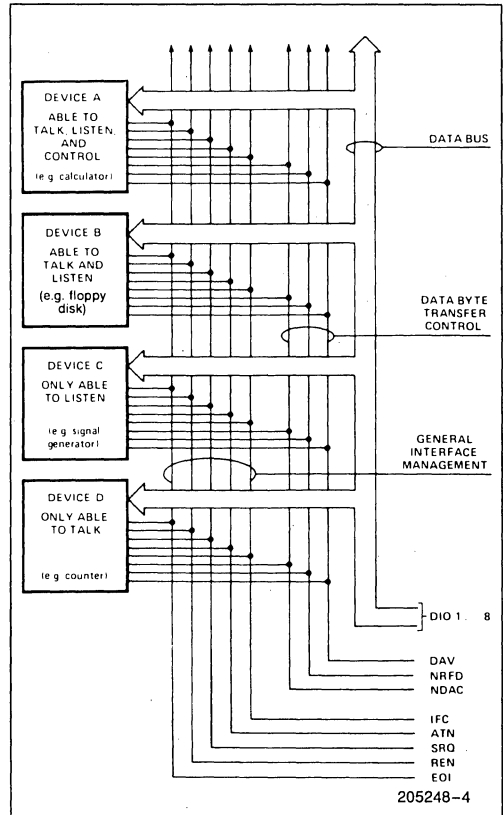 DEVICE A
ABLE TO
TALK, LISTEN,
AND
CONTROL
(e.g. calculator)
DATA BUS
DEVICE B
ABLE TO
TALK AND
LISTEN
(e.g. floppy
disk)
DATA BYTE
TRANSFER
CONTROL
DEVICE C
ONLY ABLE
TO LISTEN
(e.g. signal
generator)
GENERAL
INTERFACE
MANAGEMENT
DEVICE D
ONLY ABLE
TO TALK
(e.g. counter)
DIO 1. 8
DAV
NRFD
NDAC
IFC
ATN
SRQ
REN
EOI
205248-4